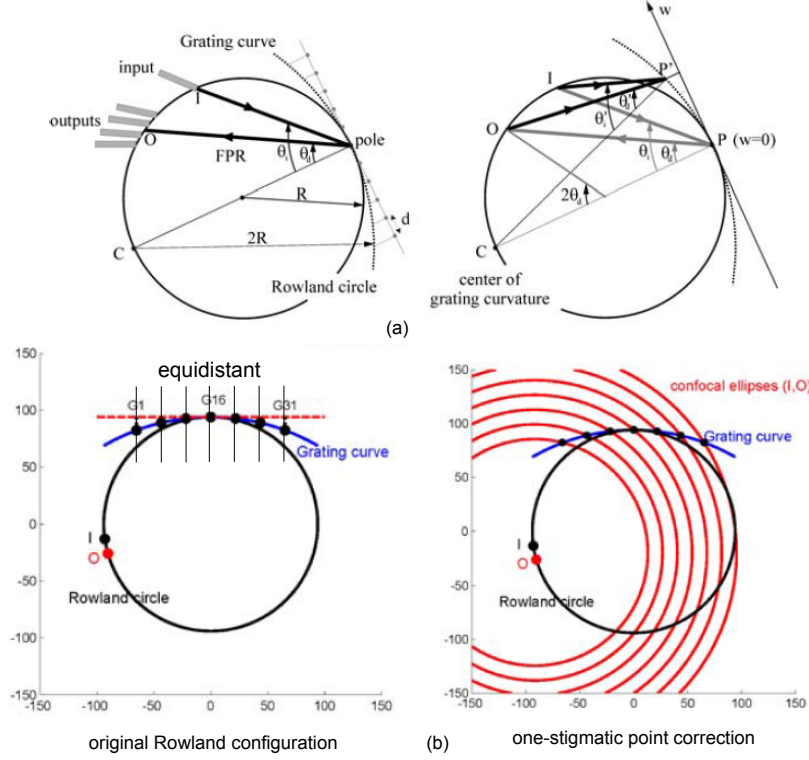 Grating curve
input
I
outputs
O
FPR
pole
θi
θd
R
d
2R
C
Rowland circle
w
P'
I
θd'
θi'
O
P (w=0)
θi
θd
2θd
C
center of
grating curvature
(a)
150
100
50
0
-50
-100
-150
-150
-100
-50
0
50
100
150
equidistant
G1
G16
G31
Grating curve
I
O
Rowland circle
original Rowland configuration
150
100
50
0
-50
-100
-150
-150
-100
-50
0
50
100
150
confocal ellipses (I,O)
Grating curve
I
O
Rowland circle
(b)
one-stigmatic point correction